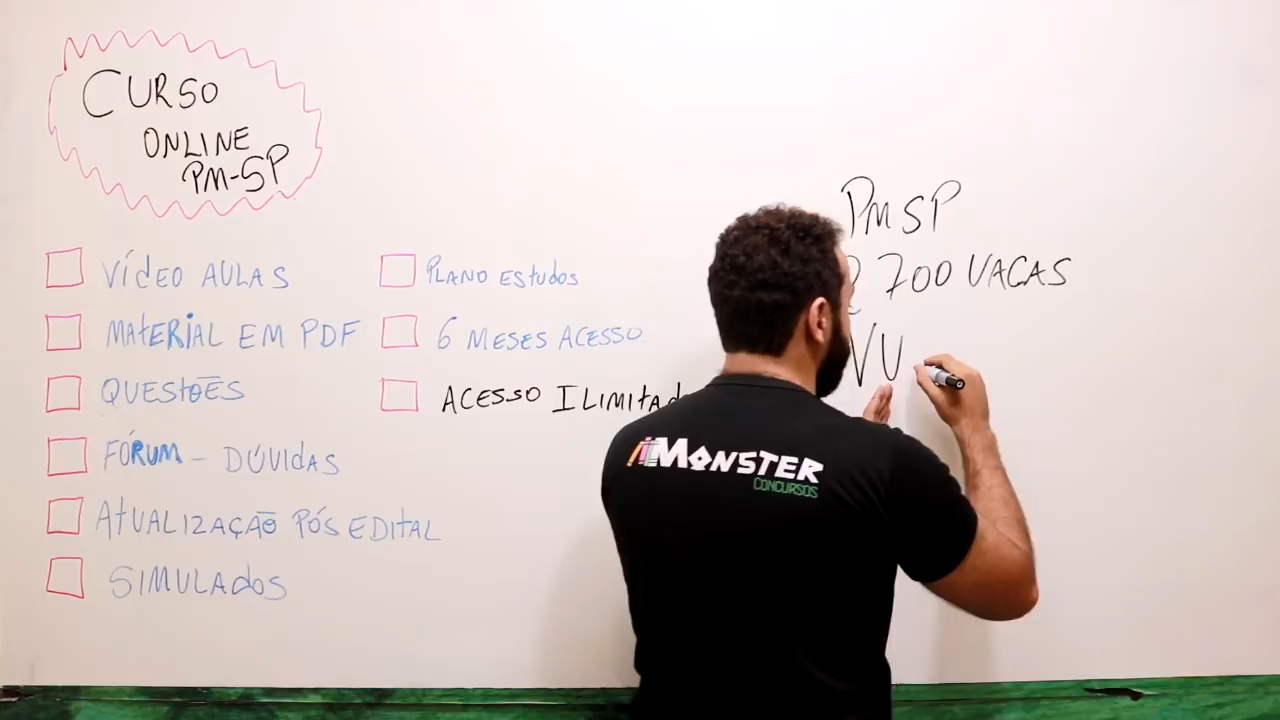 CURSO
ONLINE
PM-SP
VÍDEO AULAS
MATERIAL EM PDF
QUESTÕES
FÓRUM - DÚVIDAS
ATUALIZAÇÃO PÓS EDITAL
SIMULADOS
PLANO ESTUDOS
6 MESES ACESSO
ACESSO
PMSP
700 VAGAS
VU
MONSTER
CONCURSOS